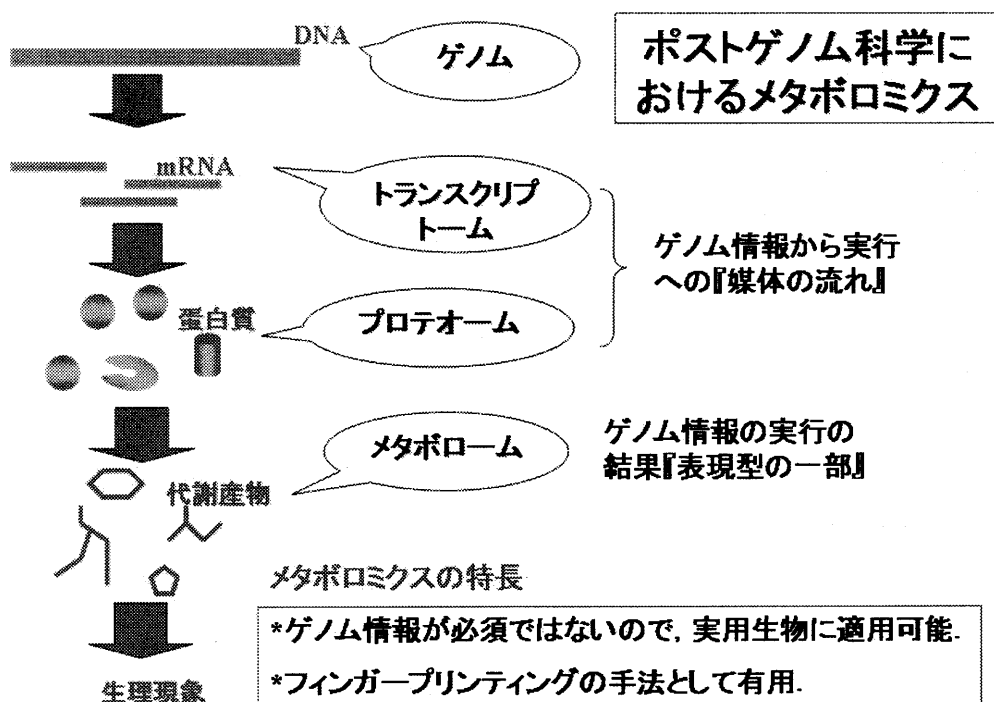 DNA
ゲノム
ポストゲノム科学に
おけるメタボロミクス
mRNA
トランスクリプ
トーム
ゲノム情報から実行
への『媒体の流れ』
蛋白質
プロテオーム
メタボローム
ゲノム情報の実行の
結果『表現型の一部』
代謝産物
メタボロミクスの特長
*ゲノム情報が必須ではないので, 実用生物に適用可能.
*フィンガープリンティングの手法として有用.
生理現象